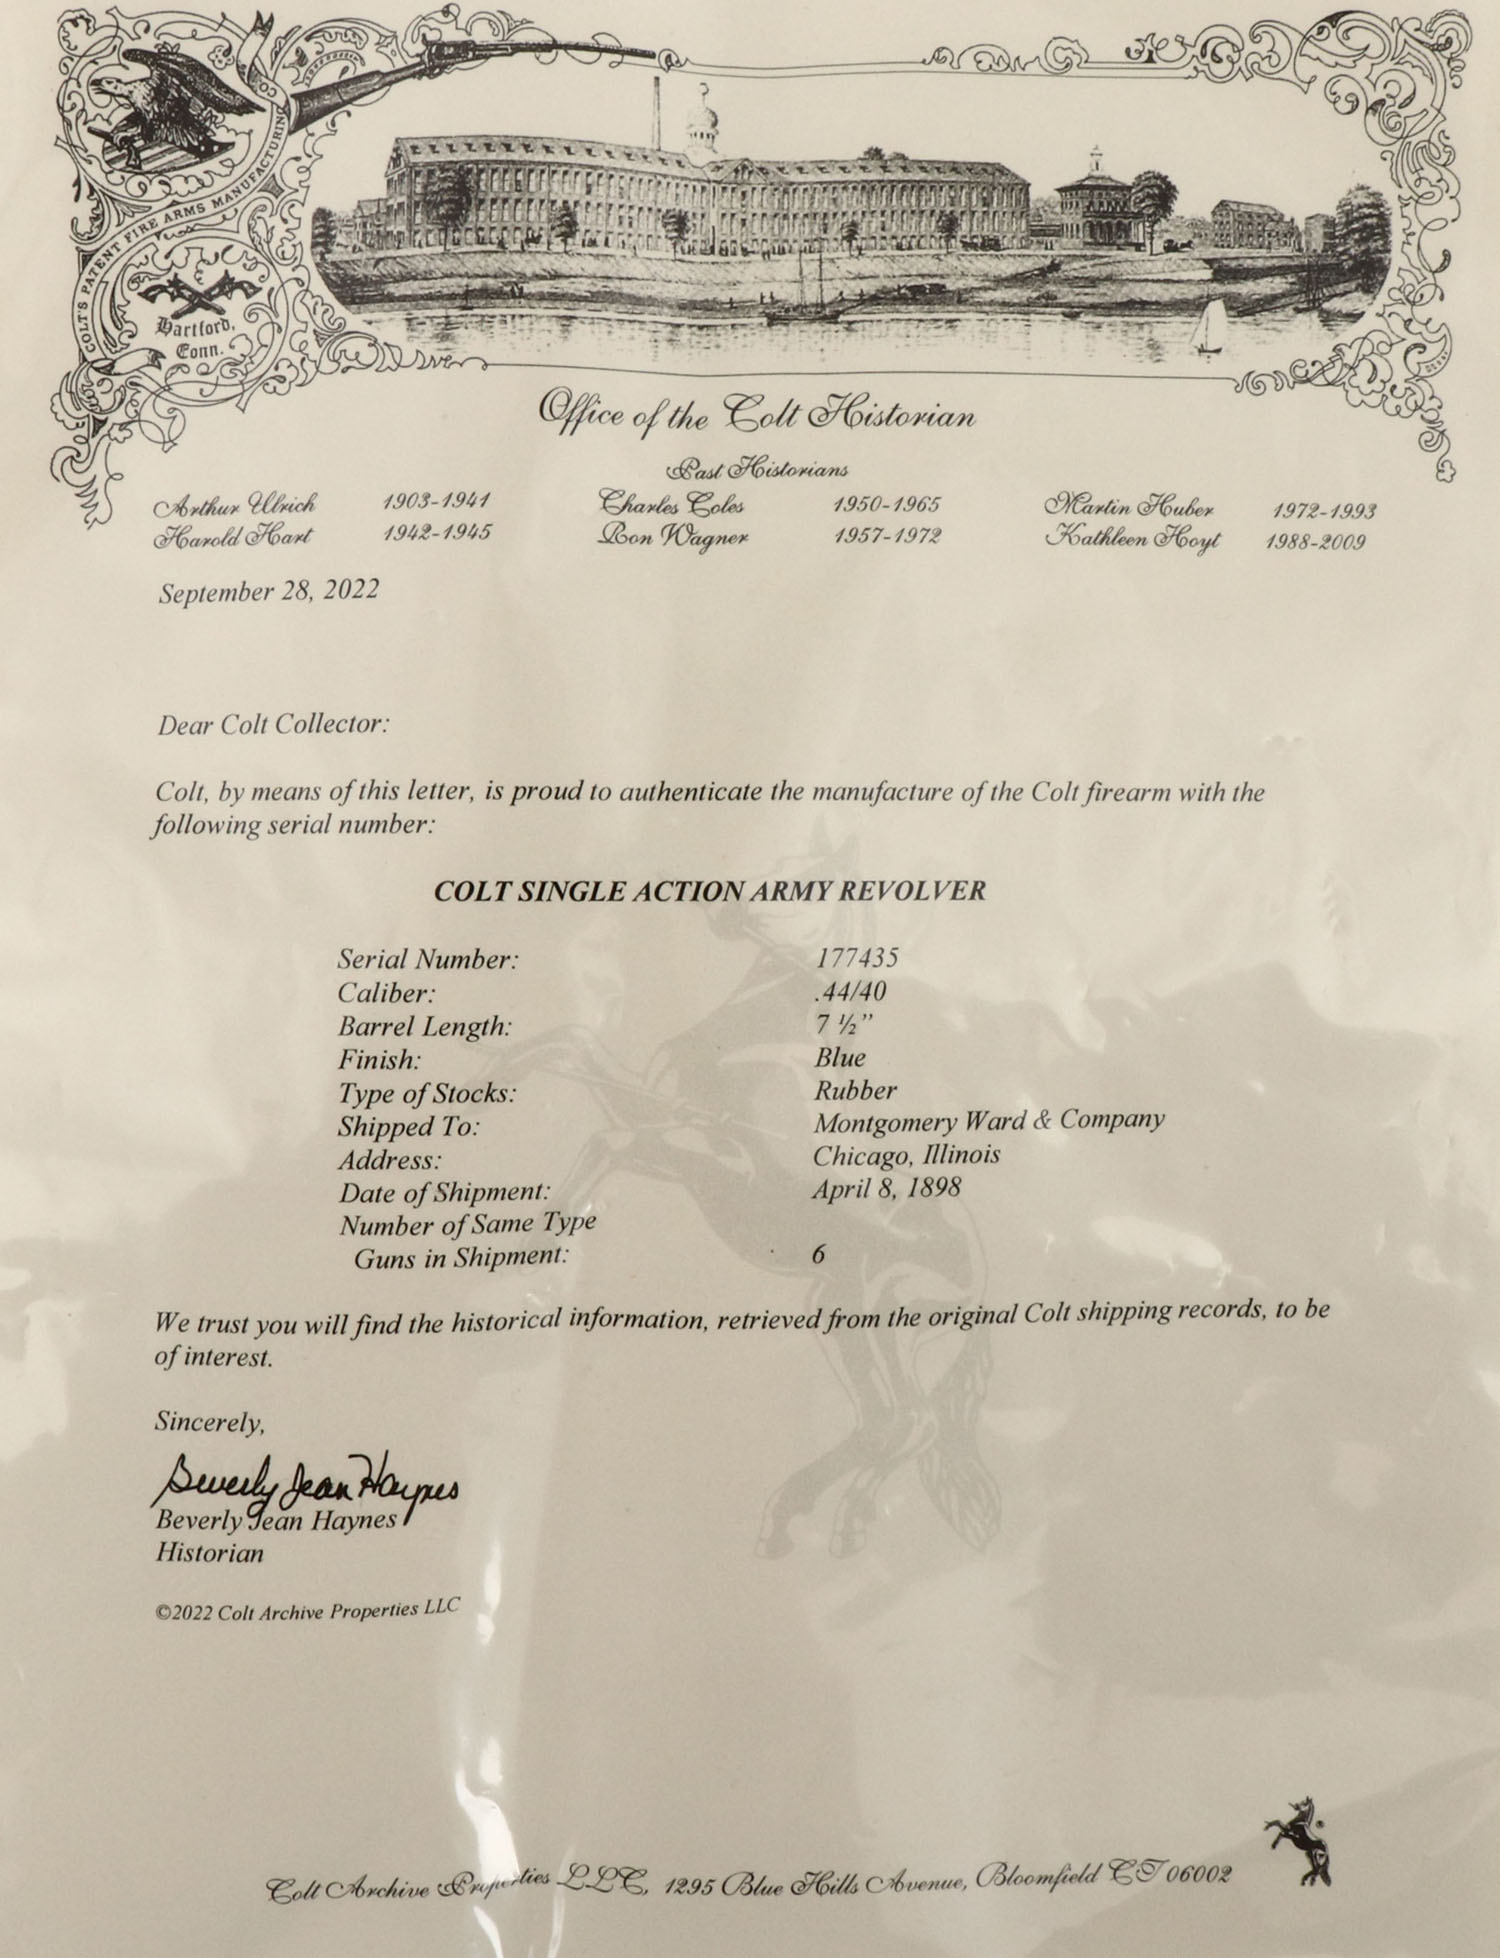 COLT'S PATENT FIRE ARMS MANUFACTURING CO
Hartford,
Conn.
Office of the Colt Historian
Past Historians
Arthur Ulrich 1903-1941 Charles Coles 1950-1965 Martin Huber 1972-1993
Harold Hart 1942-1945 Ron Wagner 1957-1972 Kathleen Hoyt 1988-2009
September 28, 2022
Dear Colt Collector:
Colt, by means of this letter, is proud to authenticate the manufacture of the Colt firearm with the
following serial number:
COLT SINGLE ACTION ARMY REVOLVER
Serial Number: 177435
Caliber: .44/40
Barrel Length: 7 ½"
Finish: Blue
Type of Stocks: Rubber
Shipped To: Montgomery Ward & Company
Address: Chicago, Illinois
Date of Shipment: April 8, 1898
Number of Same Type
Guns in Shipment: 6
We trust you will find the historical information, retrieved from the original Colt shipping records, to be
of interest.
Sincerely,
Beverly Jean Haynes
Beverly Jean Haynes
Historian
©2022 Colt Archive Properties LLC
Colt Archive Properties LLC, 1295 Blue Hills Avenue, Bloomfield CT 06002